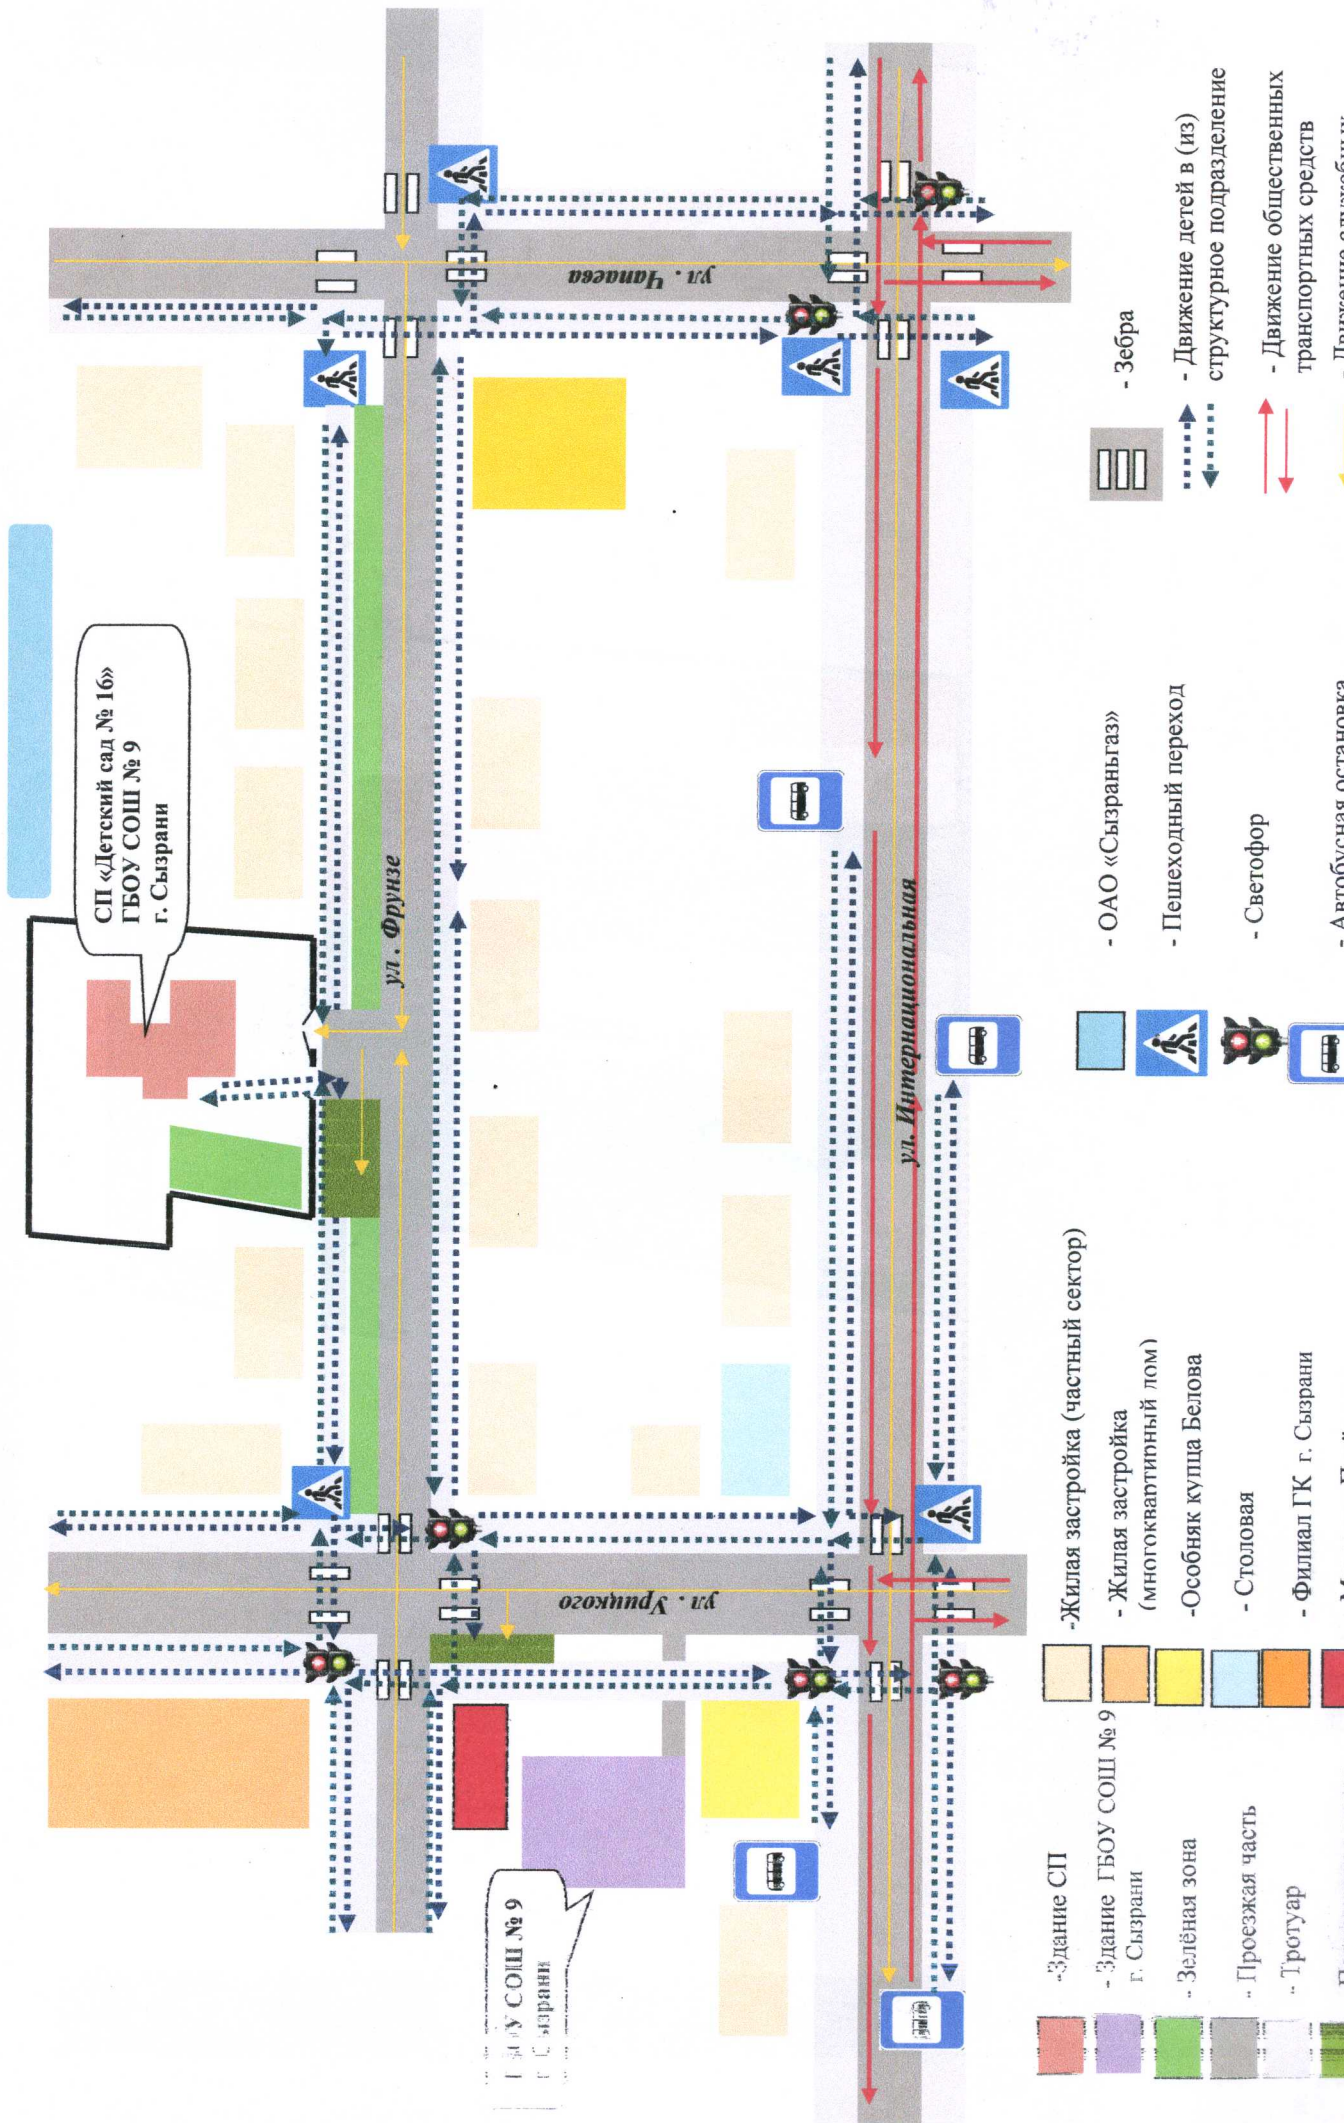 СП «Детский сад № 16»
ГБОУ СОШ № 9
г. Сызрани
ул . Фрунзе
ул . Чапаева
ул. Интернациональная
ул . Урицкого
СОШ № 9
Сызрани
-Здание СП
- Здание ГБОУ СОШ № 9
г. Сызрани
- Зелёная зона
- Проезжая часть
- Тротуар
-Жилая застройка (частный сектор)
- Жилая застройка
(многоквартирный дом)
-Особняк купца Белова
- Столовая
- Филиал ГК г. Сызрани
- ОАО «Сызраньгаз»
- Пешеходный переход
- Светофор
- Автобусная остановка
- Зебра
- Движение детей в (из)
структурное подразделение
- Движение общественных
транспортных средств